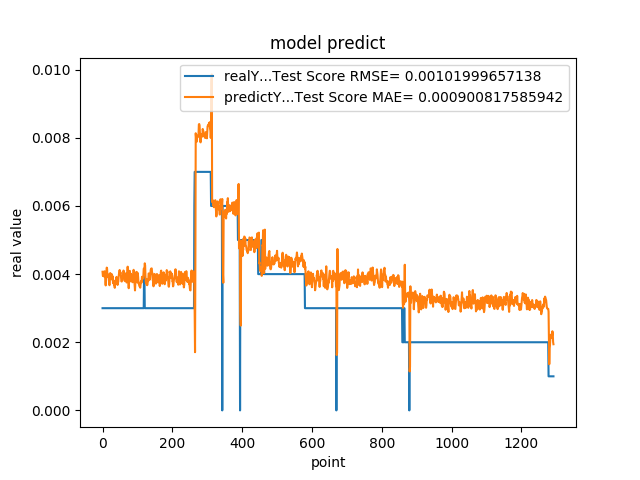 model predict
realY...Test Score RMSE= 0.00101999657138
predictY...Test Score MAE= 0.000900817585942
real value
0.010
0.008
0.006
0.004
0.002
0.000
0 200 400 600 800 1000 1200
point